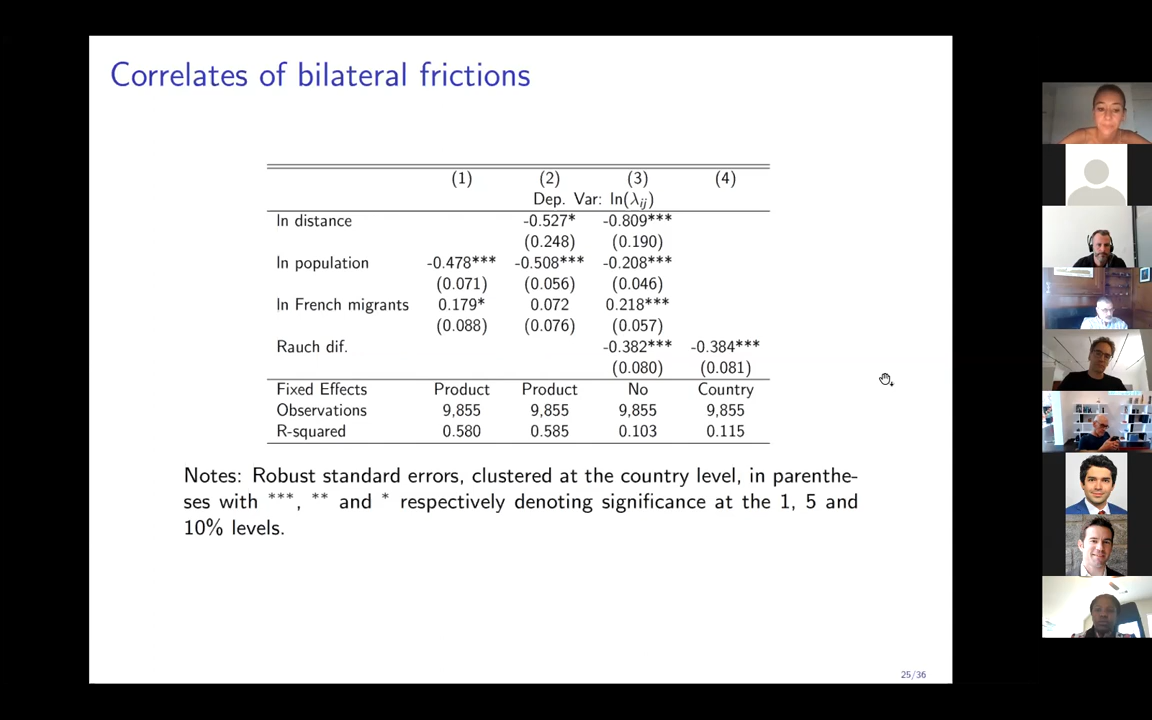 Correlates of bilateral frictions
(1) (2) (3) (4)
Dep. Var: ln(λij)
ln distance -0.527* -0.809***
(0.248) (0.190)
ln population -0.478*** -0.508*** -0.208***
(0.071) (0.056) (0.046)
ln French migrants 0.179* 0.072 0.218***
(0.088) (0.076) (0.057)
Rauch dif. -0.382*** -0.384***
(0.080) (0.081)
Fixed Effects Product Product No Country
Observations 9,855 9,855 9,855 9,855
R-squared 0.580 0.585 0.103 0.115
Notes: Robust standard errors, clustered at the country level, in parenthe-
ses with ***, ** and * respectively denoting significance at the 1, 5 and
10% levels.
25/36